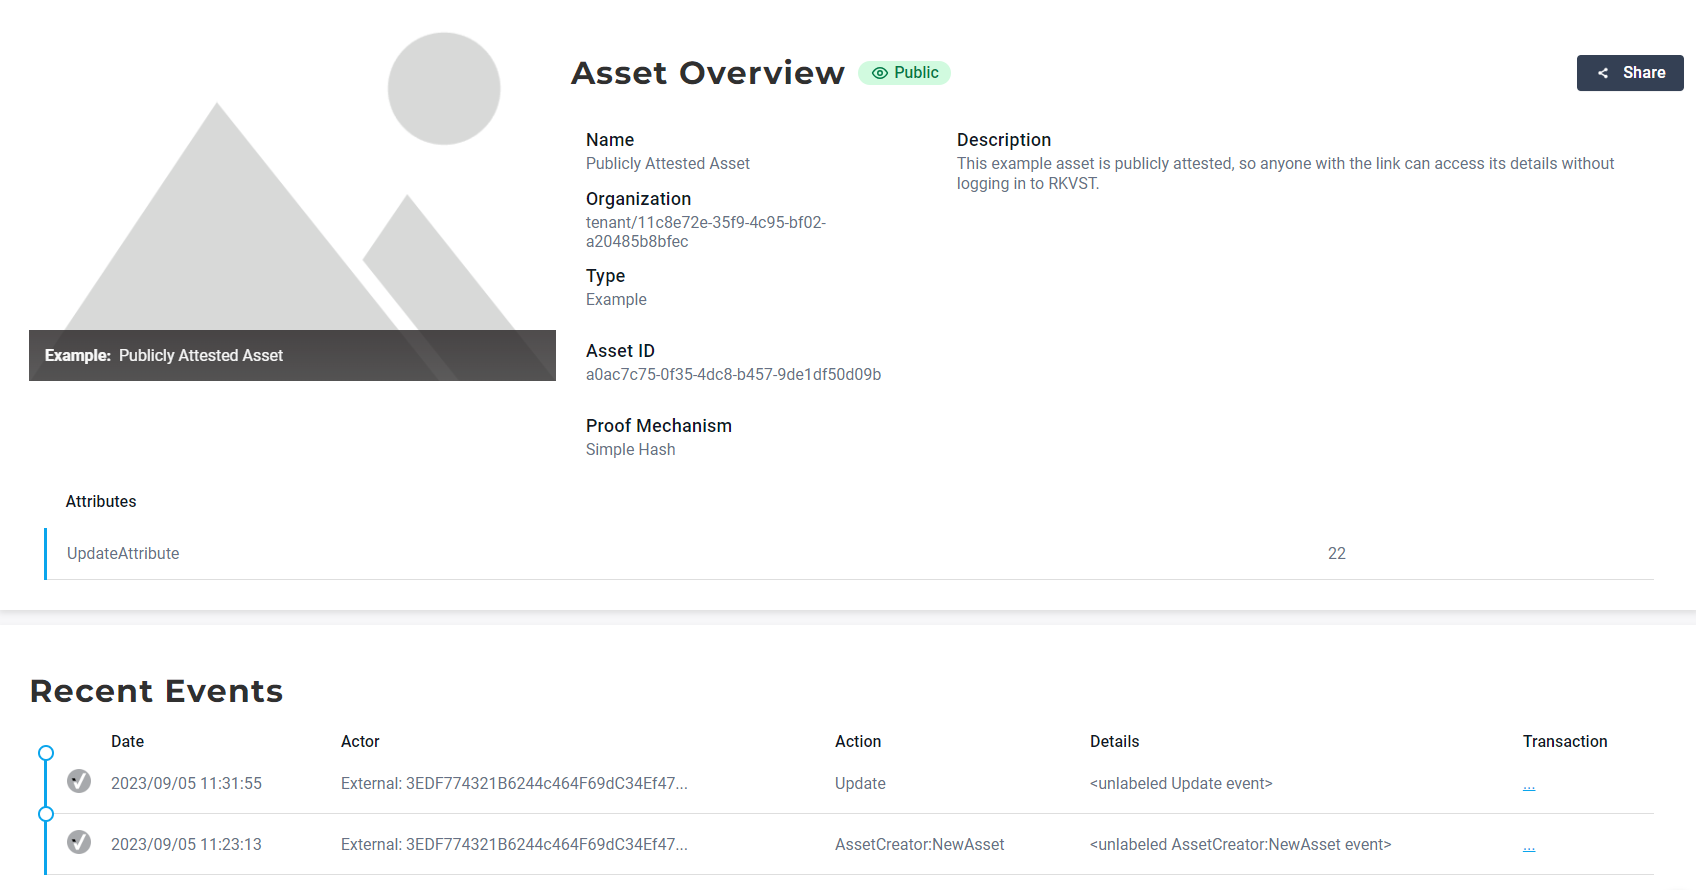 Asset Overview
Public
Share
Example: Publicly Attested Asset
Name
Publicly Attested Asset
Organization
tenant/11c8e72e-35f9-4c95-bf02-
a20485b8bfec
Type
Example
Asset ID
a0ac7c75-0f35-4dc8-b457-9de1df50d09b
Proof Mechanism
Simple Hash
Description
This example asset is publicly attested, so anyone with the link can access its details without
logging in to RKVST.
Attributes
UpdateAttribute 22
Recent Events
Date Actor Action Details Transaction
2023/09/05 11:31:55 External: 3EDF774321B6244c464F69dC34Ef47... Update <unlabeled Update event> ...
2023/09/05 11:23:13 External: 3EDF774321B6244c464F69dC34Ef47... AssetCreator:NewAsset <unlabeled AssetCreator:NewAsset event> ...